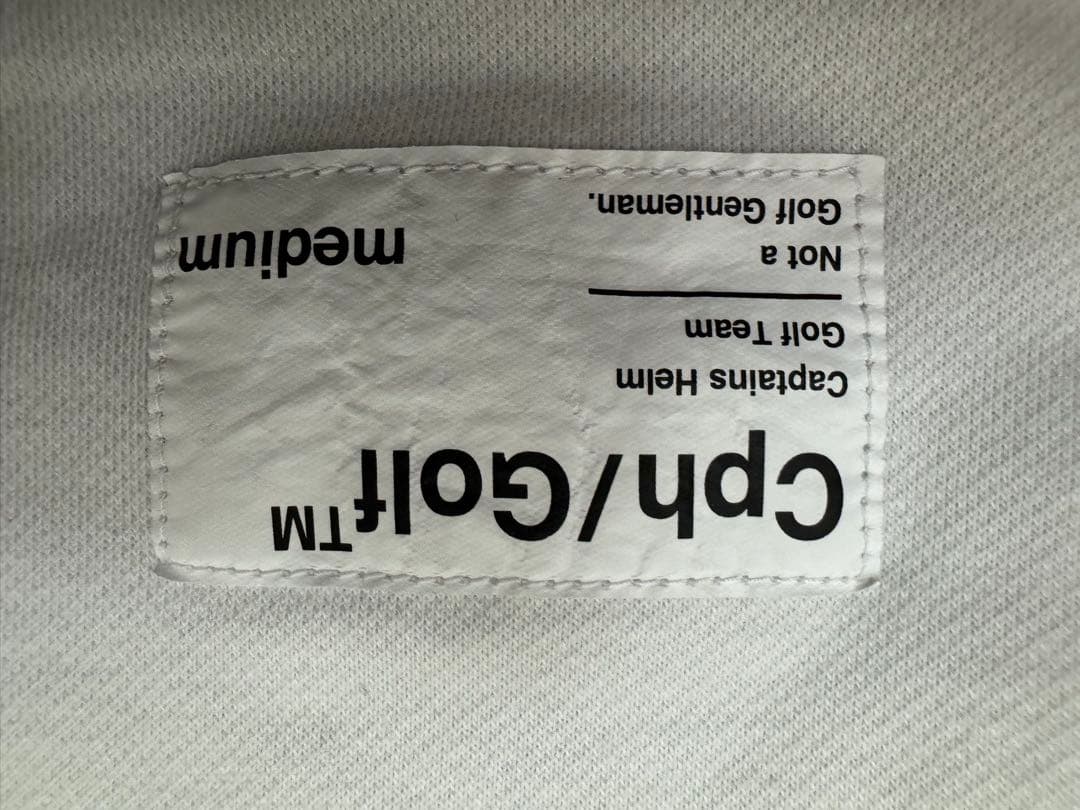 Cph/Golf™
Captains Helm
Golf Team
Not a
Golf Gentleman.
medium